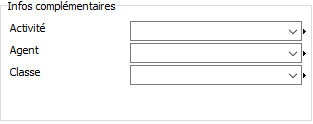 Infos complémentaires
Activité
Agent
Classe